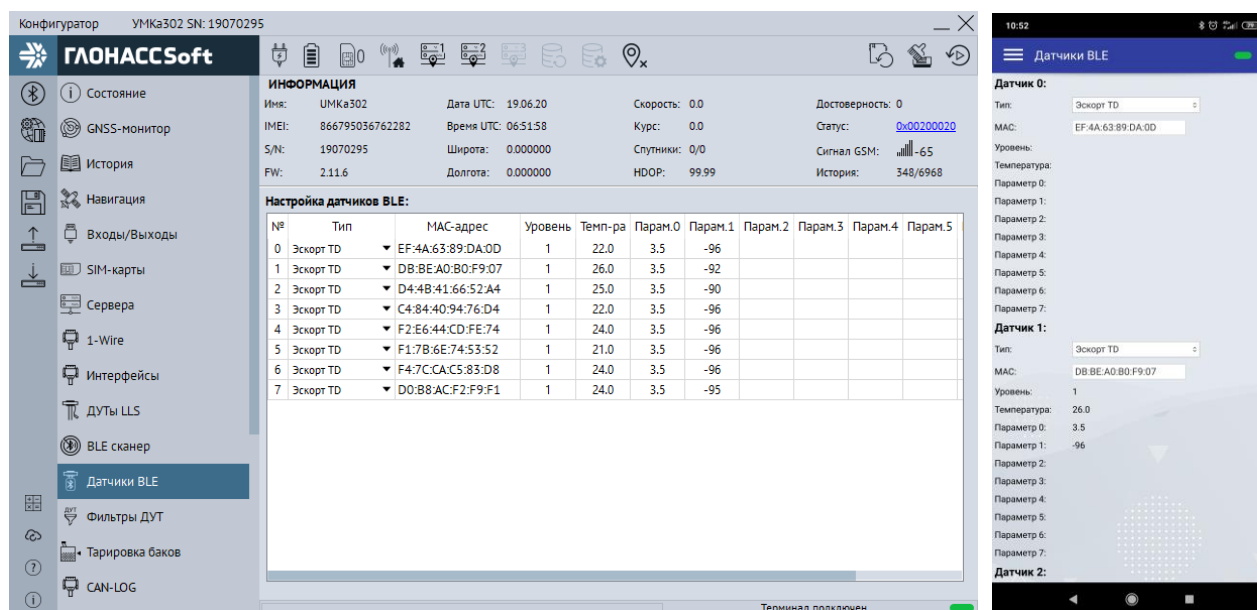 Конфигуратор УМКа302 SN: 19070295
ГЛОНАССSoft
Состояние
GNSS-монитор
История
Навигация
Входы/Выходы
SIM-карты
Сервера
1-Wire
Интерфейсы
ДУТы LLS
BLE сканер
Датчики BLE
Фильтры ДУТ
Тарировка баков
CAN-LOG
0 1 2
ИНФОРМАЦИЯ
Имя: UMKa302 Дата UTC: 19.06.20 Скорость: 0.0 Достоверность: 0
IMEI: 866795036762282 Время UTC: 06:51:58 Курс: 0.0 Статус: 0x00200020
S/N: 19070295 Широта: 0.000000 Спутники: 0/0 Сигнал GSM: -65
FW: 2.11.6 Долгота: 0.000000 HDOP: 99.99 История: 348/6968
Настройка датчиков BLE:
№ Тип MAC-адрес Уровень Темп-ра Парам.0 Парам.1 Парам.2 Парам.3 Парам.4 Парам.5
0 Эскорт TD EF:4A:63:89:DA:0D 1 22.0 3.5 -96
1 Эскорт TD DB:BE:A0:B0:F9:07 1 26.0 3.5 -92
2 Эскорт TD D4:4B:41:66:52:A4 1 25.0 3.5 -90
3 Эскорт TD C4:84:40:94:76:D4 1 22.0 3.5 -96
4 Эскорт TD F2:E6:44:CD:FE:74 1 24.0 3.5 -96
5 Эскорт TD F1:7B:6E:74:53:52 1 21.0 3.5 -96
6 Эскорт TD F4:7C:CA:C5:83:D8 1 24.0 3.5 -96
7 Эскорт TD D0:B8:AC:F2:F9:F1 1 24.0 3.5 -95
Терминал подключен
10:52
Датчики BLE
Датчик 0:
Тип: Эскорт TD
MAC: EF:4A:63:89:DA:0D
Уровень:
Температура:
Параметр 0:
Параметр 1:
Параметр 2:
Параметр 3:
Параметр 4:
Параметр 5:
Параметр 6:
Параметр 7:
Датчик 1:
Тип: Эскорт TD
MAC: DB:BE:A0:B0:F9:07
Уровень: 1
Температура: 26.0
Параметр 0: 3.5
Параметр 1: -96
Параметр 2:
Параметр 3:
Параметр 4:
Параметр 5:
Параметр 6:
Параметр 7:
Датчик 2: